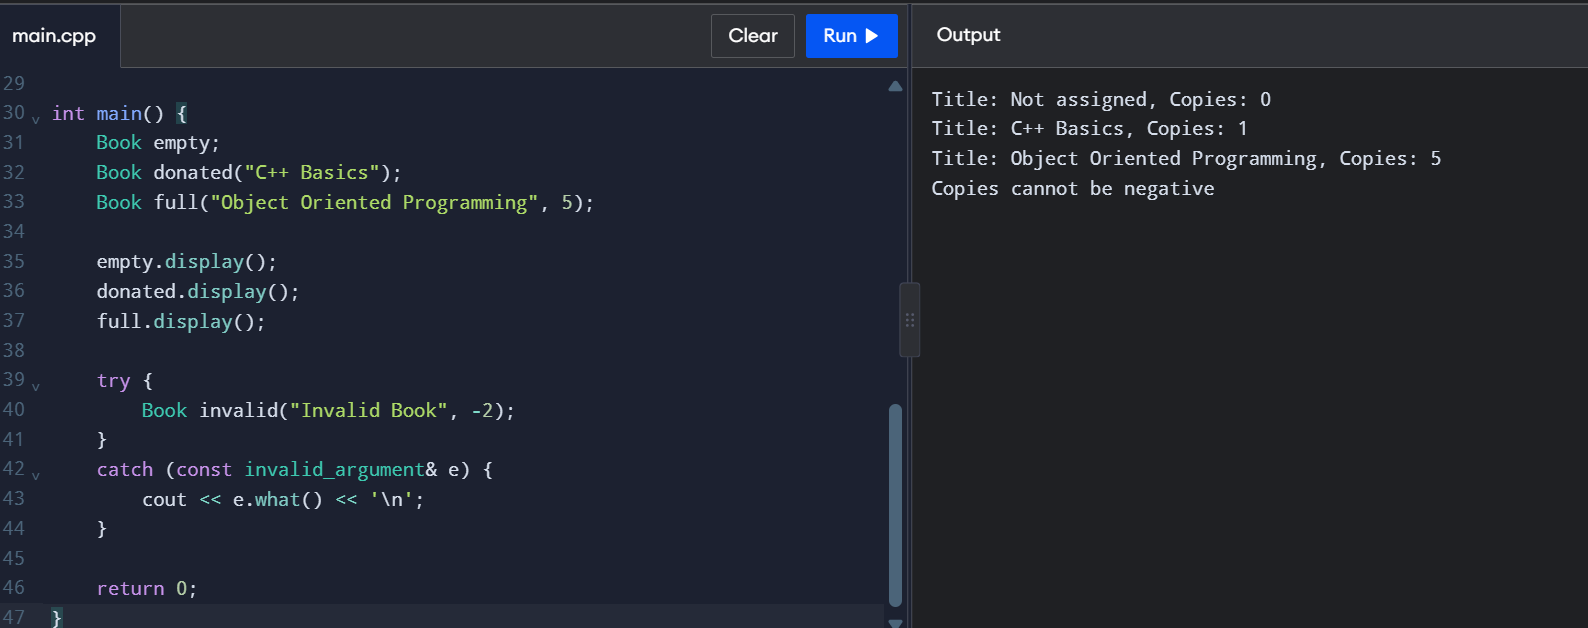 main.cpp
Clear
Run
29
30 int main() {
31     Book empty;
32     Book donated("C++ Basics");
33     Book full("Object Oriented Programming", 5);
34
35     empty.display();
36     donated.display();
37     full.display();
38
39     try {
40         Book invalid("Invalid Book", -2);
41     }
42     catch (const invalid_argument& e) {
43         cout << e.what() << '\n';
44     }
45
46     return 0;
47 }
Output
Title: Not assigned, Copies: 0
Title: C++ Basics, Copies: 1
Title: Object Oriented Programming, Copies: 5
Copies cannot be negative